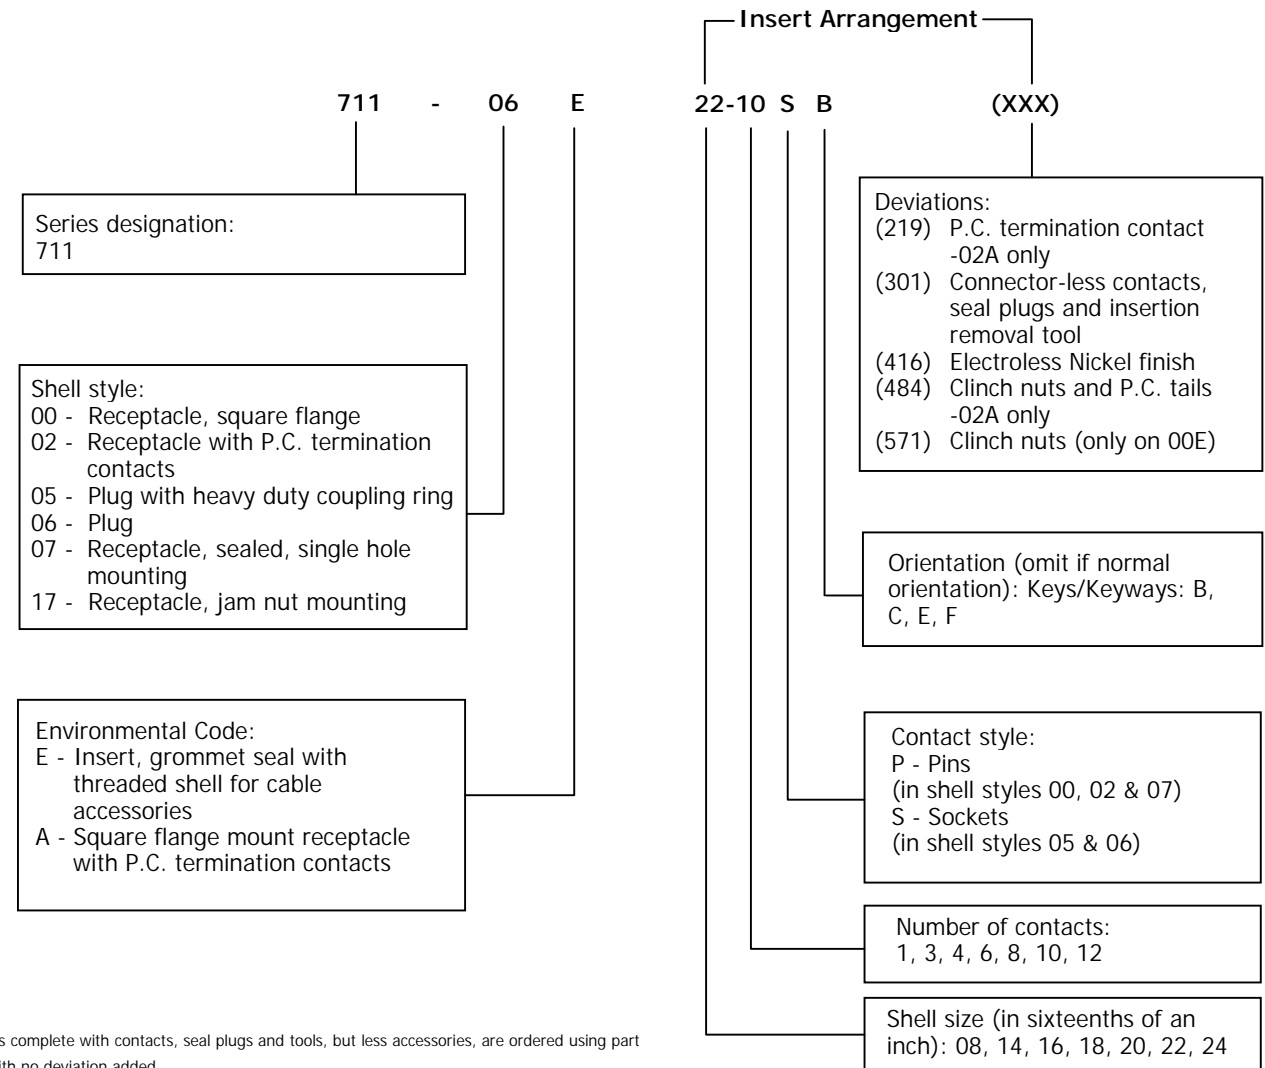 Insert Arrangement
711 - 06 E 22-10 S B (XXX)
Series designation:
711
Shell style:
00 - Receptacle, square flange
02 - Receptacle with P.C. termination
contacts
05 - Plug with heavy duty coupling ring
06 - Plug
07 - Receptacle, sealed, single hole
mounting
17 - Receptacle, jam nut mounting
Environmental Code:
E - Insert, grommet seal with
threaded shell for cable
accessories
A - Square flange mount receptacle
with P.C. termination contacts
Deviations:
(219) P.C. termination contact
-02A only
(301) Connector-less contacts,
seal plugs and insertion
removal tool
(416) Electroless Nickel finish
(484) Clinch nuts and P.C. tails
-02A only
(571) Clinch nuts (only on 00E)
Orientation (omit if normal
orientation): Keys/Keyways: B,
C, E, F
Contact style:
P - Pins
(in shell styles 00, 02 & 07)
S - Sockets
(in shell styles 05 & 06)
Number of contacts:
1, 3, 4, 6, 8, 10, 12
Shell size (in sixteenths of an
inch): 08, 14, 16, 18, 20, 22, 24
s complete with contacts, seal plugs and tools, but less accessories, are ordered using part
ith no deviation added